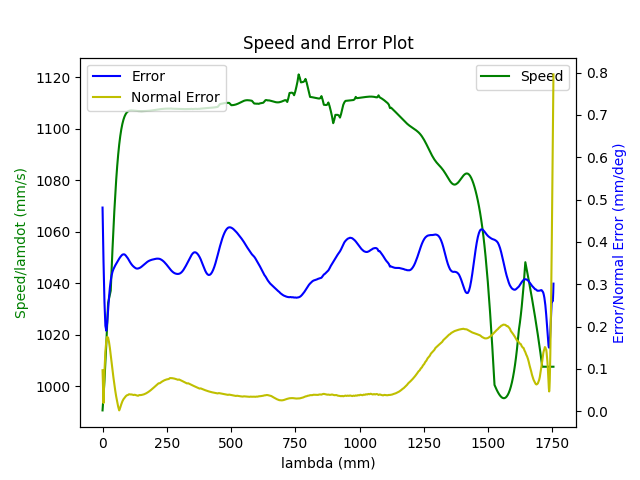 Speed and Error Plot
Error
Normal Error
Speed
1120
1100
1080
1060
1040
1020
1000
Speed/lamdot (mm/s)
0.8
0.7
0.6
0.5
0.4
0.3
0.2
0.1
0.0
Error/Normal Error (mm/deg)
0 250 500 750 1000 1250 1500 1750
lambda (mm)